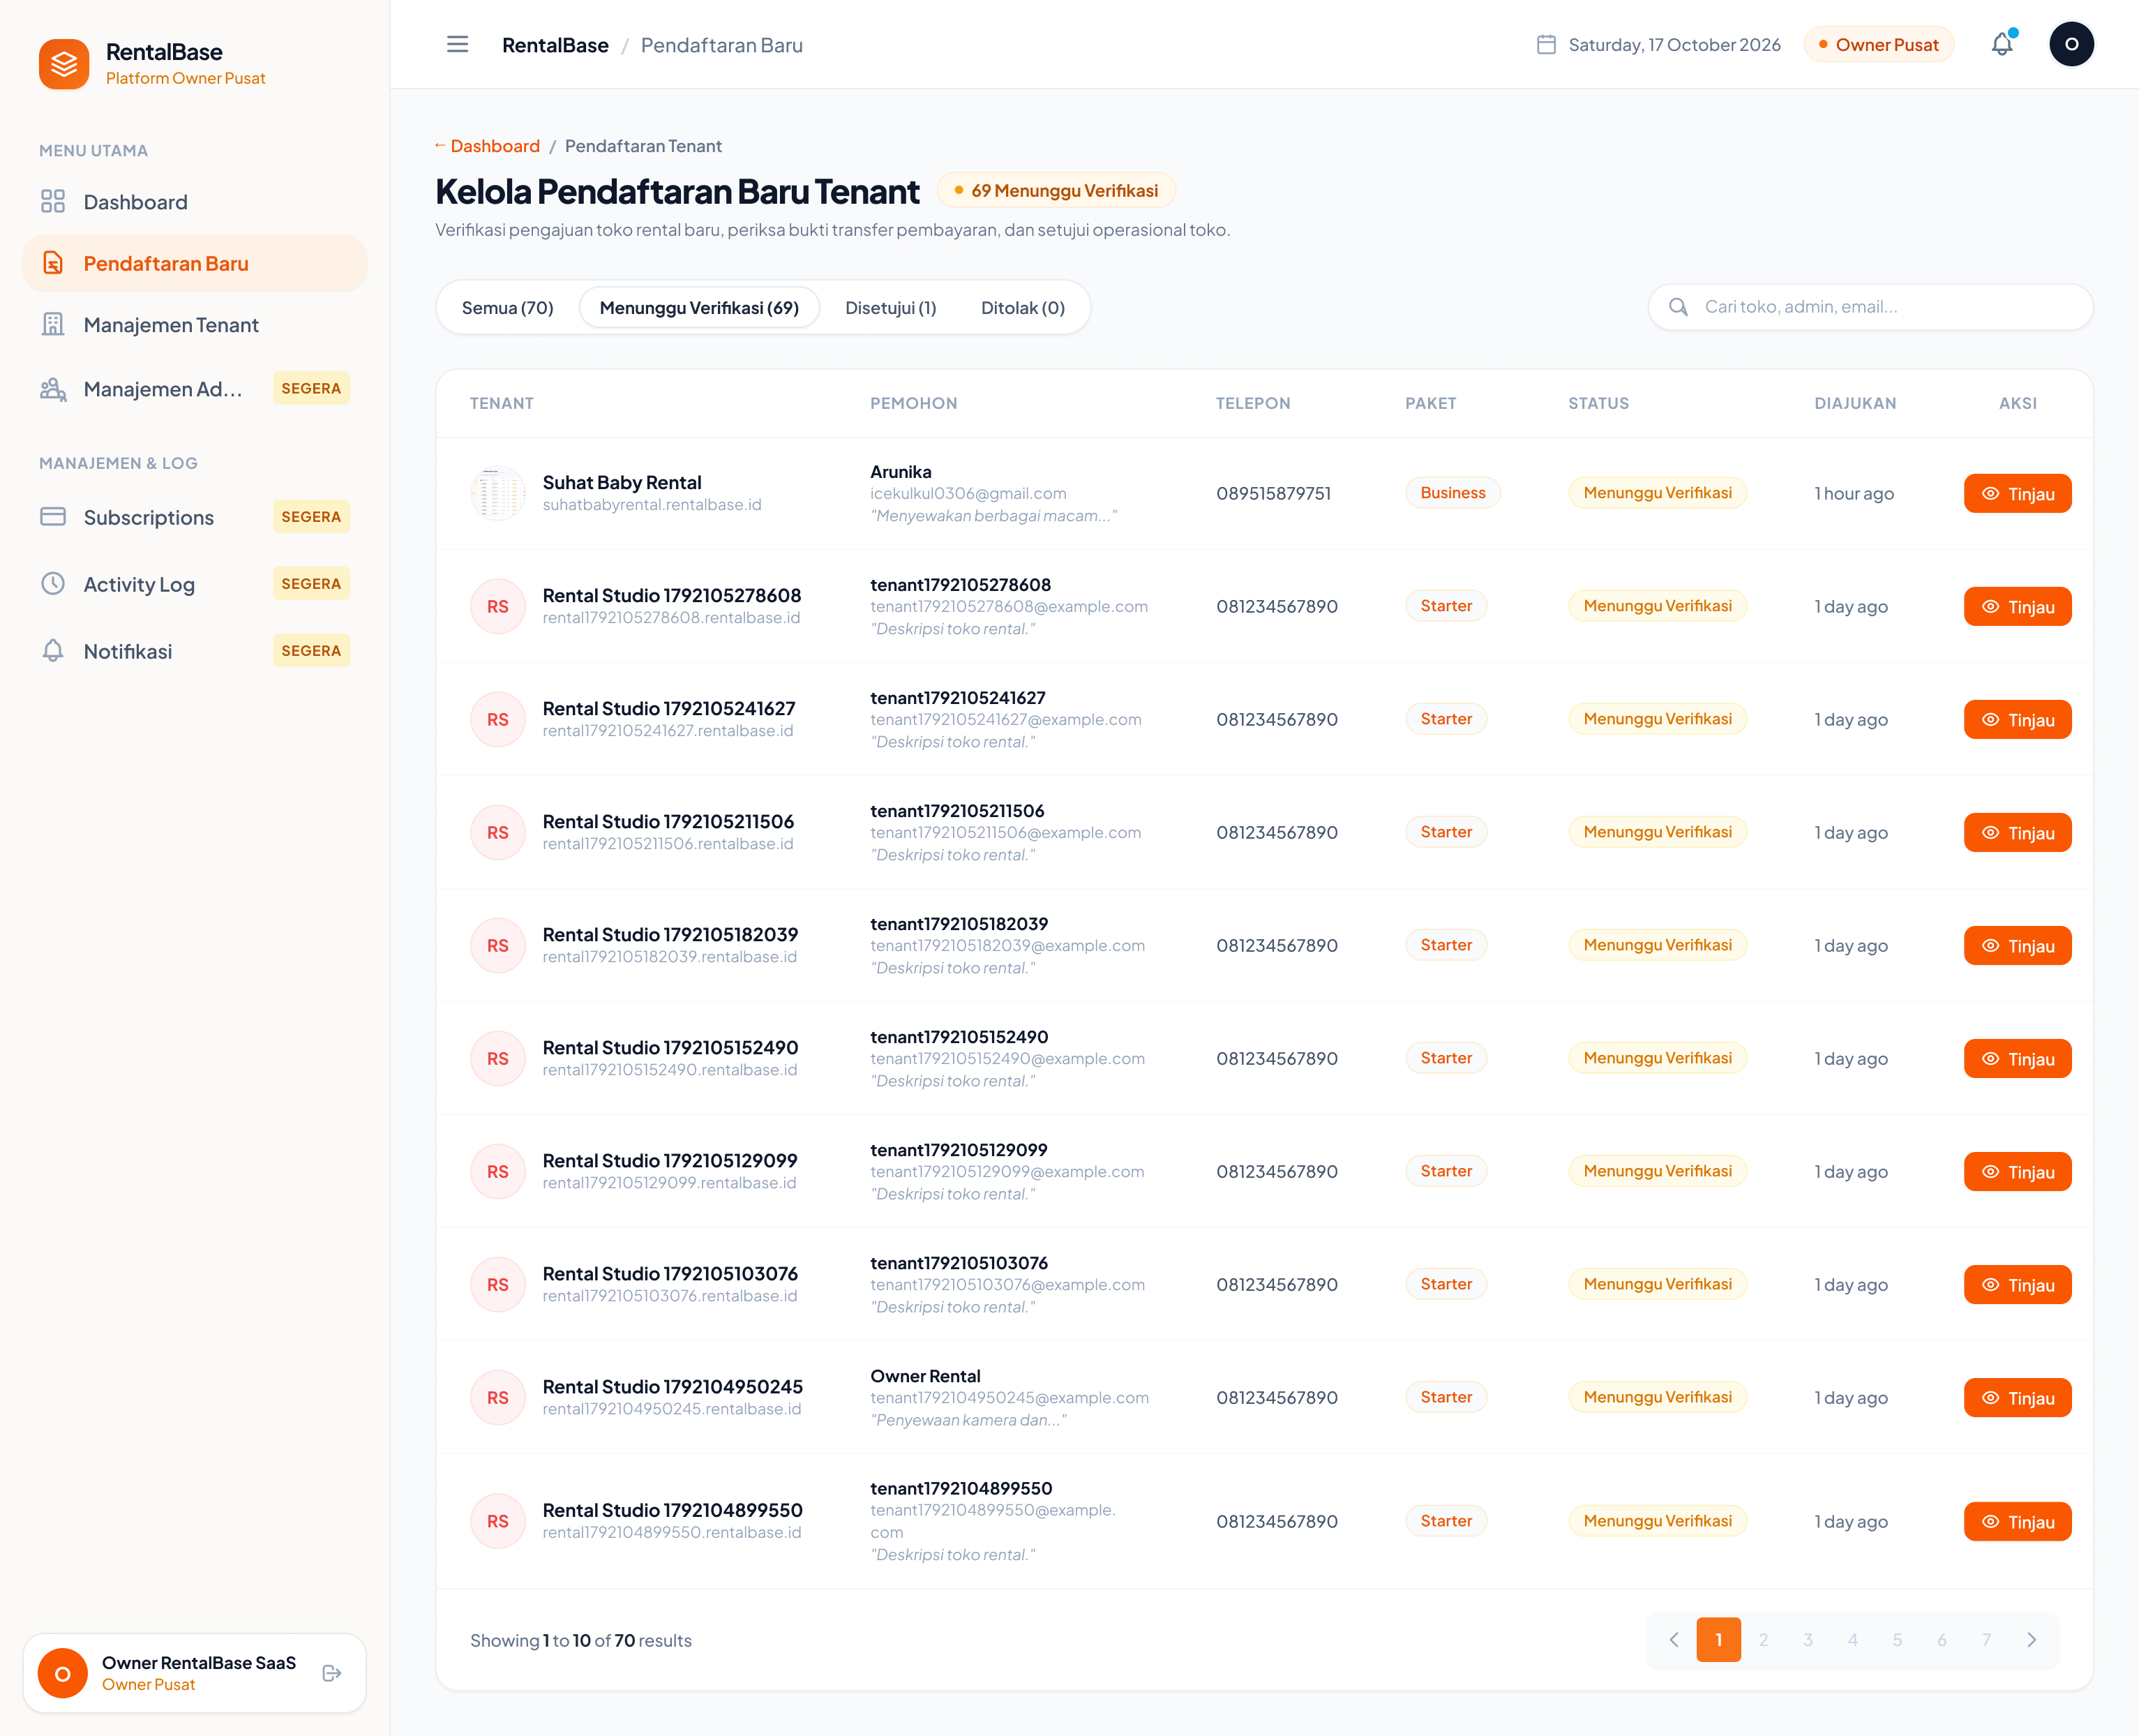 RentalBase
Platform Owner Pusat
MENU UTAMA
Dashboard
Pendaftaran Baru
Manajemen Tenant
Manajemen Ad... SEGERA
MANAJEMEN & LOG
Subscriptions SEGERA
Activity Log SEGERA
Notifikasi SEGERA
O
Owner RentalBase SaaS
Owner Pusat
RentalBase / Pendaftaran Baru
Saturday, 17 October 2026
Owner Pusat
O
← Dashboard / Pendaftaran Tenant
Kelola Pendaftaran Baru Tenant
69 Menunggu Verifikasi
Verifikasi pengajuan toko rental baru, periksa bukti transfer pembayaran, dan setujui operasional toko.
Semua (70) Menunggu Verifikasi (69) Disetujui (1) Ditolak (0)
Cari toko, admin, email...
TENANT PEMOHON TELEPON PAKET STATUS DIAJUKAN AKSI
Suhat Baby Rental
suhatbabyrental.rentalbase.id
Arunika
icekulkul0306@gmail.com
"Menyewakan berbagai macam..."
089515879751 Business Menunggu Verifikasi 1 hour ago Tinjau
RS
Rental Studio 1792105278608
rental1792105278608.rentalbase.id
tenant1792105278608
tenant1792105278608@example.com
"Deskripsi toko rental."
081234567890 Starter Menunggu Verifikasi 1 day ago Tinjau
RS
Rental Studio 1792105241627
rental1792105241627.rentalbase.id
tenant1792105241627
tenant1792105241627@example.com
"Deskripsi toko rental."
081234567890 Starter Menunggu Verifikasi 1 day ago Tinjau
RS
Rental Studio 1792105211506
rental1792105211506.rentalbase.id
tenant1792105211506
tenant1792105211506@example.com
"Deskripsi toko rental."
081234567890 Starter Menunggu Verifikasi 1 day ago Tinjau
RS
Rental Studio 1792105182039
rental1792105182039.rentalbase.id
tenant1792105182039
tenant1792105182039@example.com
"Deskripsi toko rental."
081234567890 Starter Menunggu Verifikasi 1 day ago Tinjau
RS
Rental Studio 1792105152490
rental1792105152490.rentalbase.id
tenant1792105152490
tenant1792105152490@example.com
"Deskripsi toko rental."
081234567890 Starter Menunggu Verifikasi 1 day ago Tinjau
RS
Rental Studio 1792105129099
rental1792105129099.rentalbase.id
tenant1792105129099
tenant1792105129099@example.com
"Deskripsi toko rental."
081234567890 Starter Menunggu Verifikasi 1 day ago Tinjau
RS
Rental Studio 1792105103076
rental1792105103076.rentalbase.id
tenant1792105103076
tenant1792105103076@example.com
"Deskripsi toko rental."
081234567890 Starter Menunggu Verifikasi 1 day ago Tinjau
RS
Rental Studio 1792104950245
rental1792104950245.rentalbase.id
Owner Rental
tenant1792104950245@example.com
"Penyewaan kamera dan..."
081234567890 Starter Menunggu Verifikasi 1 day ago Tinjau
RS
Rental Studio 1792104899550
rental1792104899550.rentalbase.id
tenant1792104899550
tenant1792104899550@example.
com
"Deskripsi toko rental."
081234567890 Starter Menunggu Verifikasi 1 day ago Tinjau
Showing 1 to 10 of 70 results
1 2 3 4 5 6 7